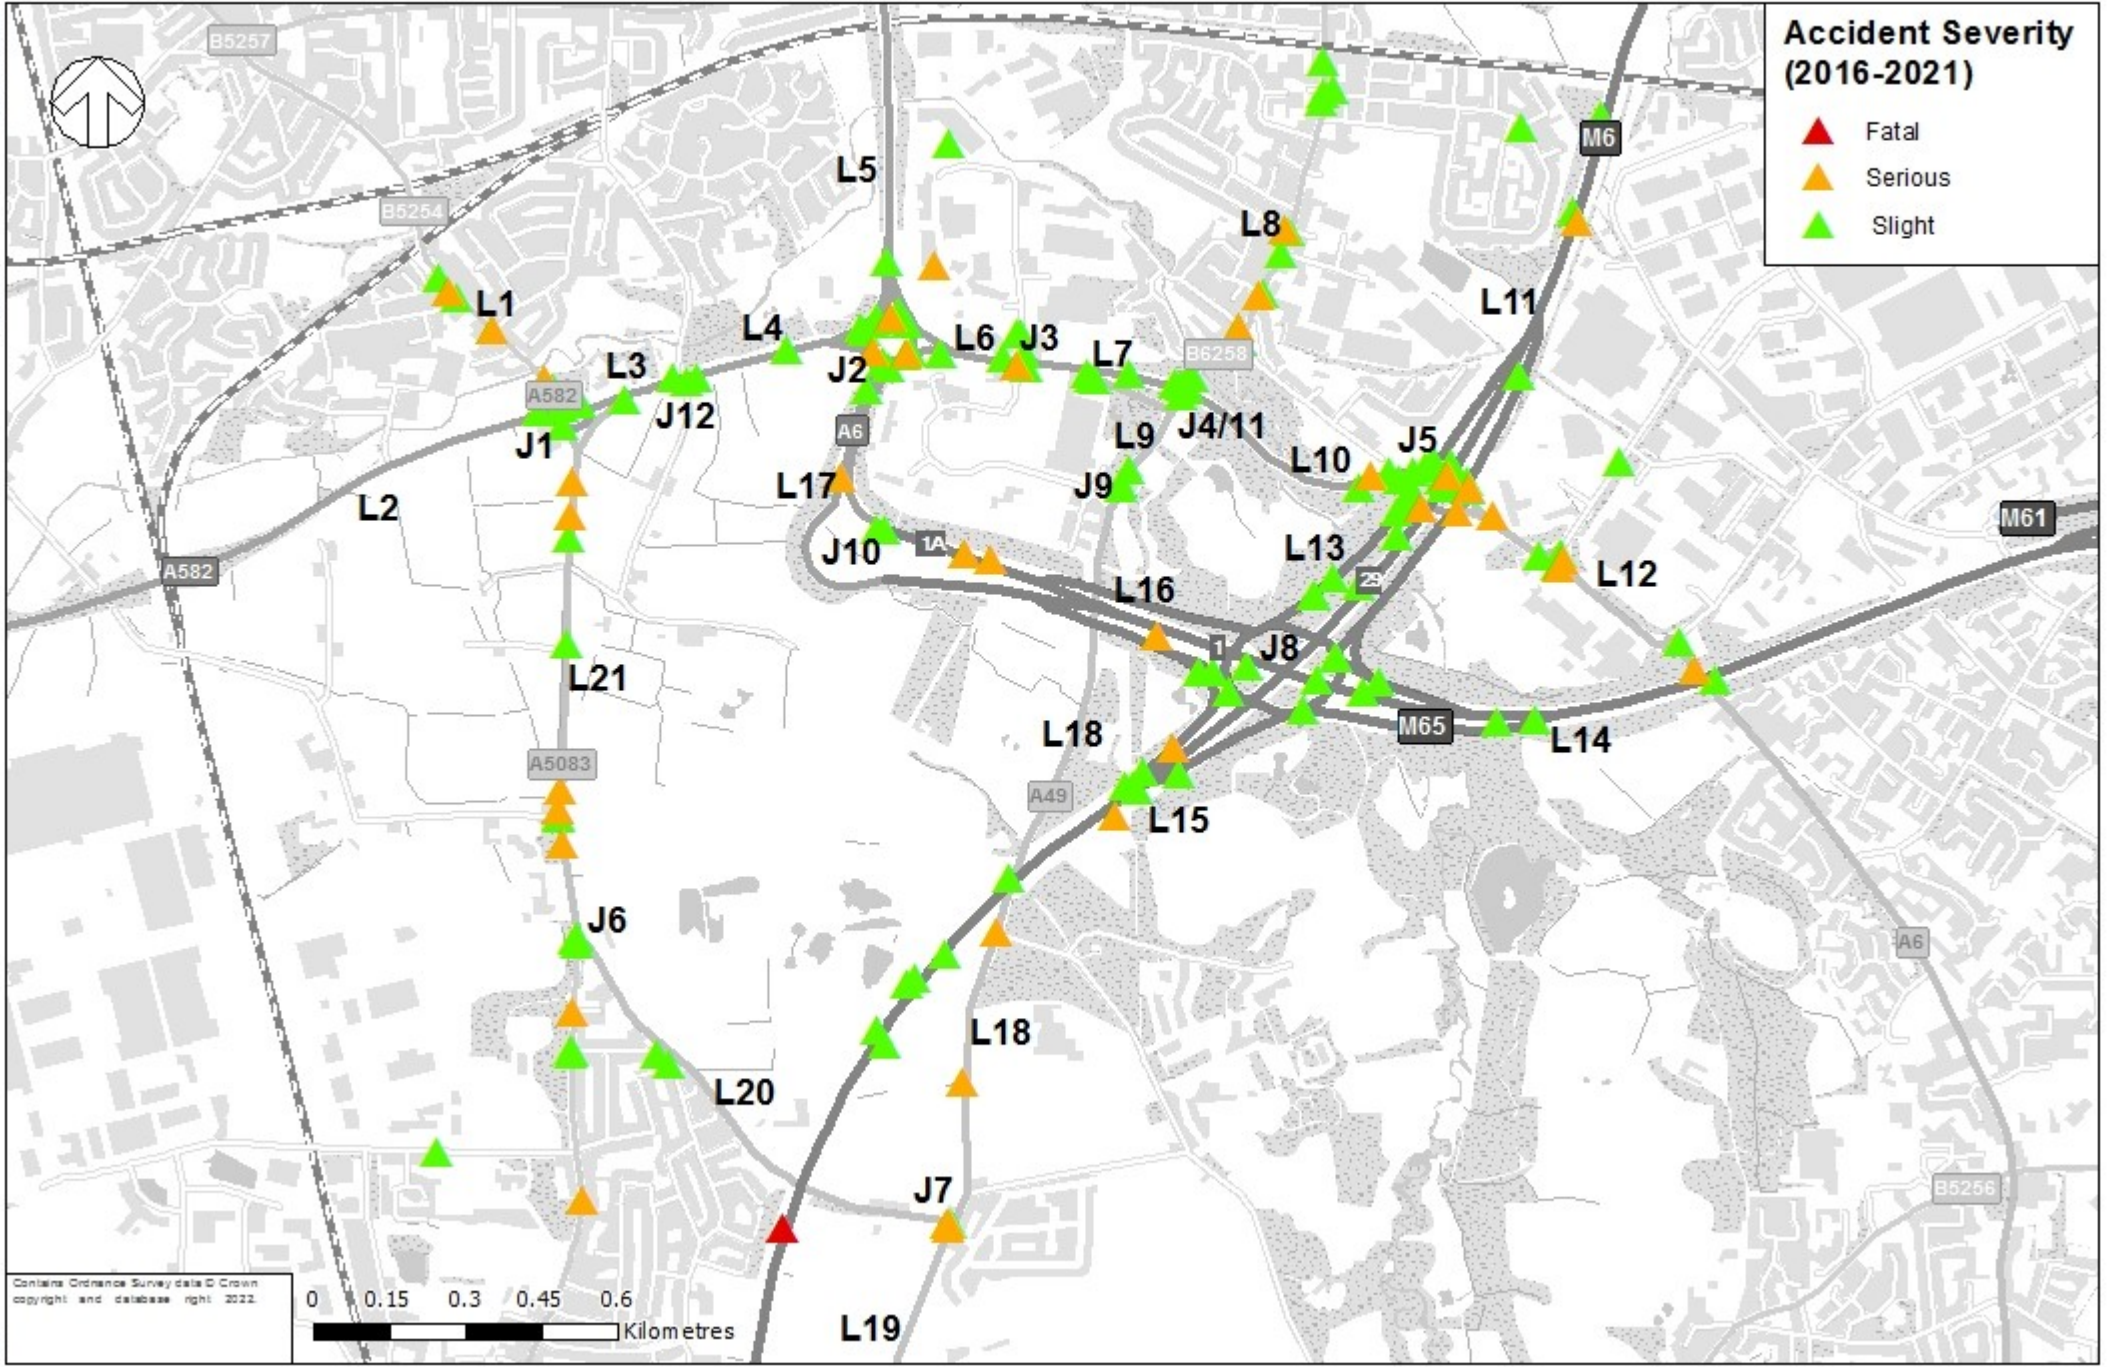 Accident Severity
(2016-2021)
Fatal
Serious
Slight
B5257
M6
L5
B5254
L8
L1
L11
L4
L6
J3
L7
B6258
L3
J2
A582
J12
J4/11
A6
L9
J1
J5
L10
L17
J9
L2
M61
1A
J10
L13
A582
29
L12
L16
1
J8
L21
L18
M65
L14
A5083
A49
L15
J6
A6
L18
L20
J7
B5256
Contains Ordnance Survey data © Crown
copyright and database right 2022.
0 0.15 0.3 0.45 0.6
Kilometres
L19